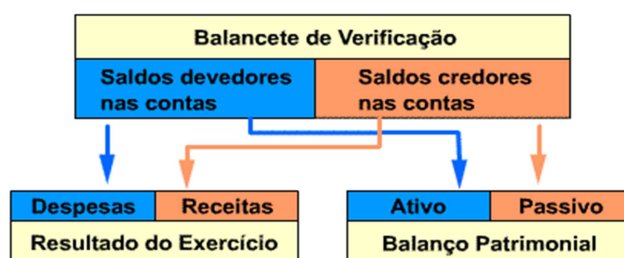 Balancete de Verificação
Saldos devedores nas contas
Saldos credores nas contas
Despesas
Receitas
Resultado do Exercício
Ativo
Passivo
Balanço Patrimonial